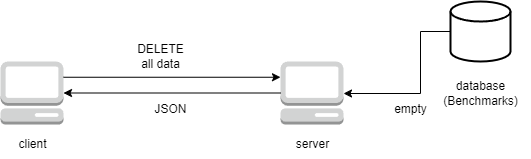 DELETE
all data
JSON
client
server
empty
database
(Benchmarks)